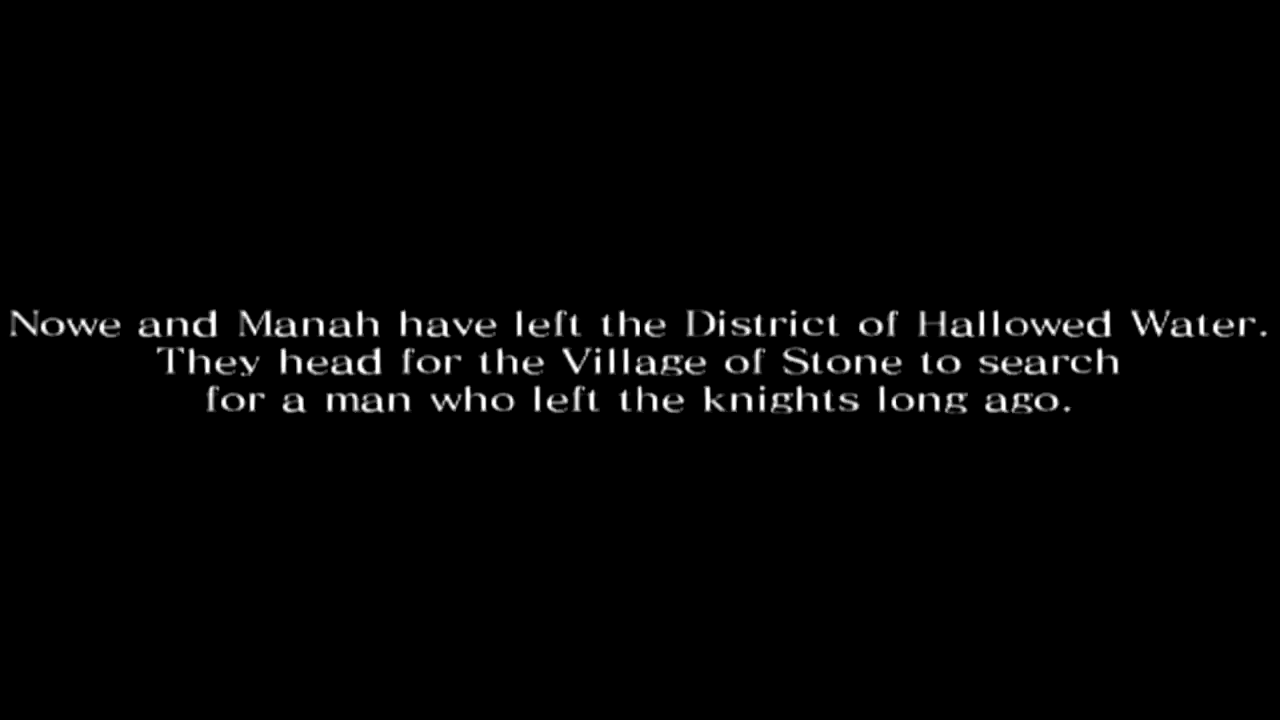 Nowe and Manah have left the District of Hallowed Water.
They head for the Village of Stone to search
for a man who left the knights long ago.